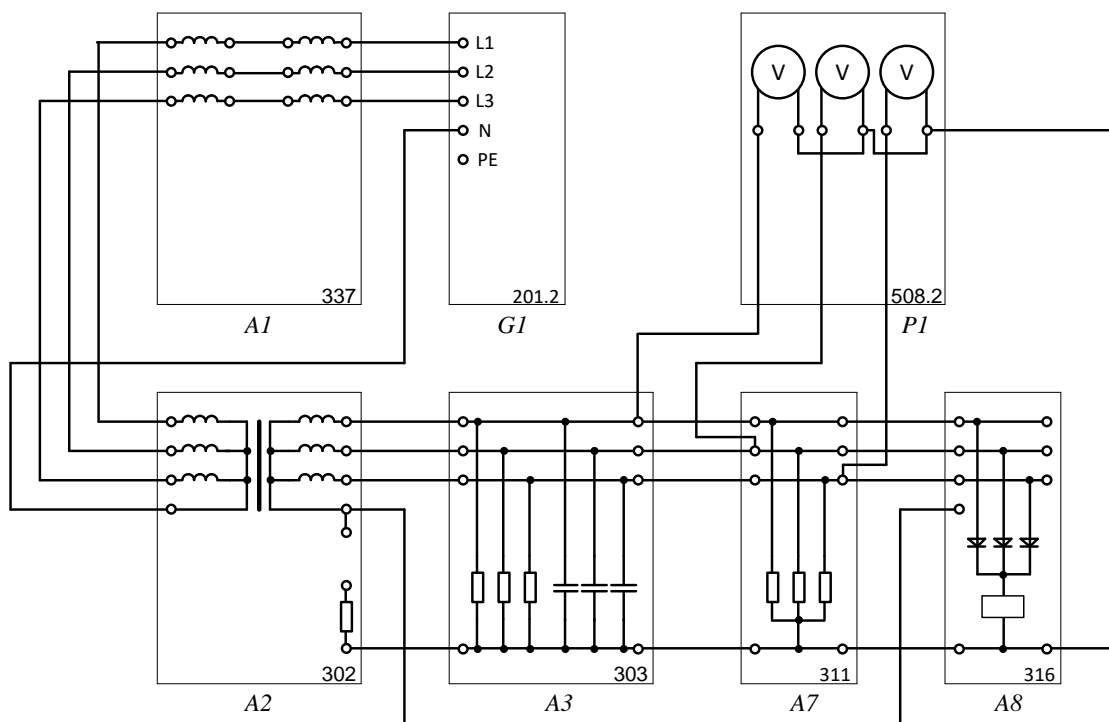 L1
L2
L3
N
PE
V V V
337 201.2 508.2
A1 G1 P1
302 303 311 316
A2 A3 A7 A8